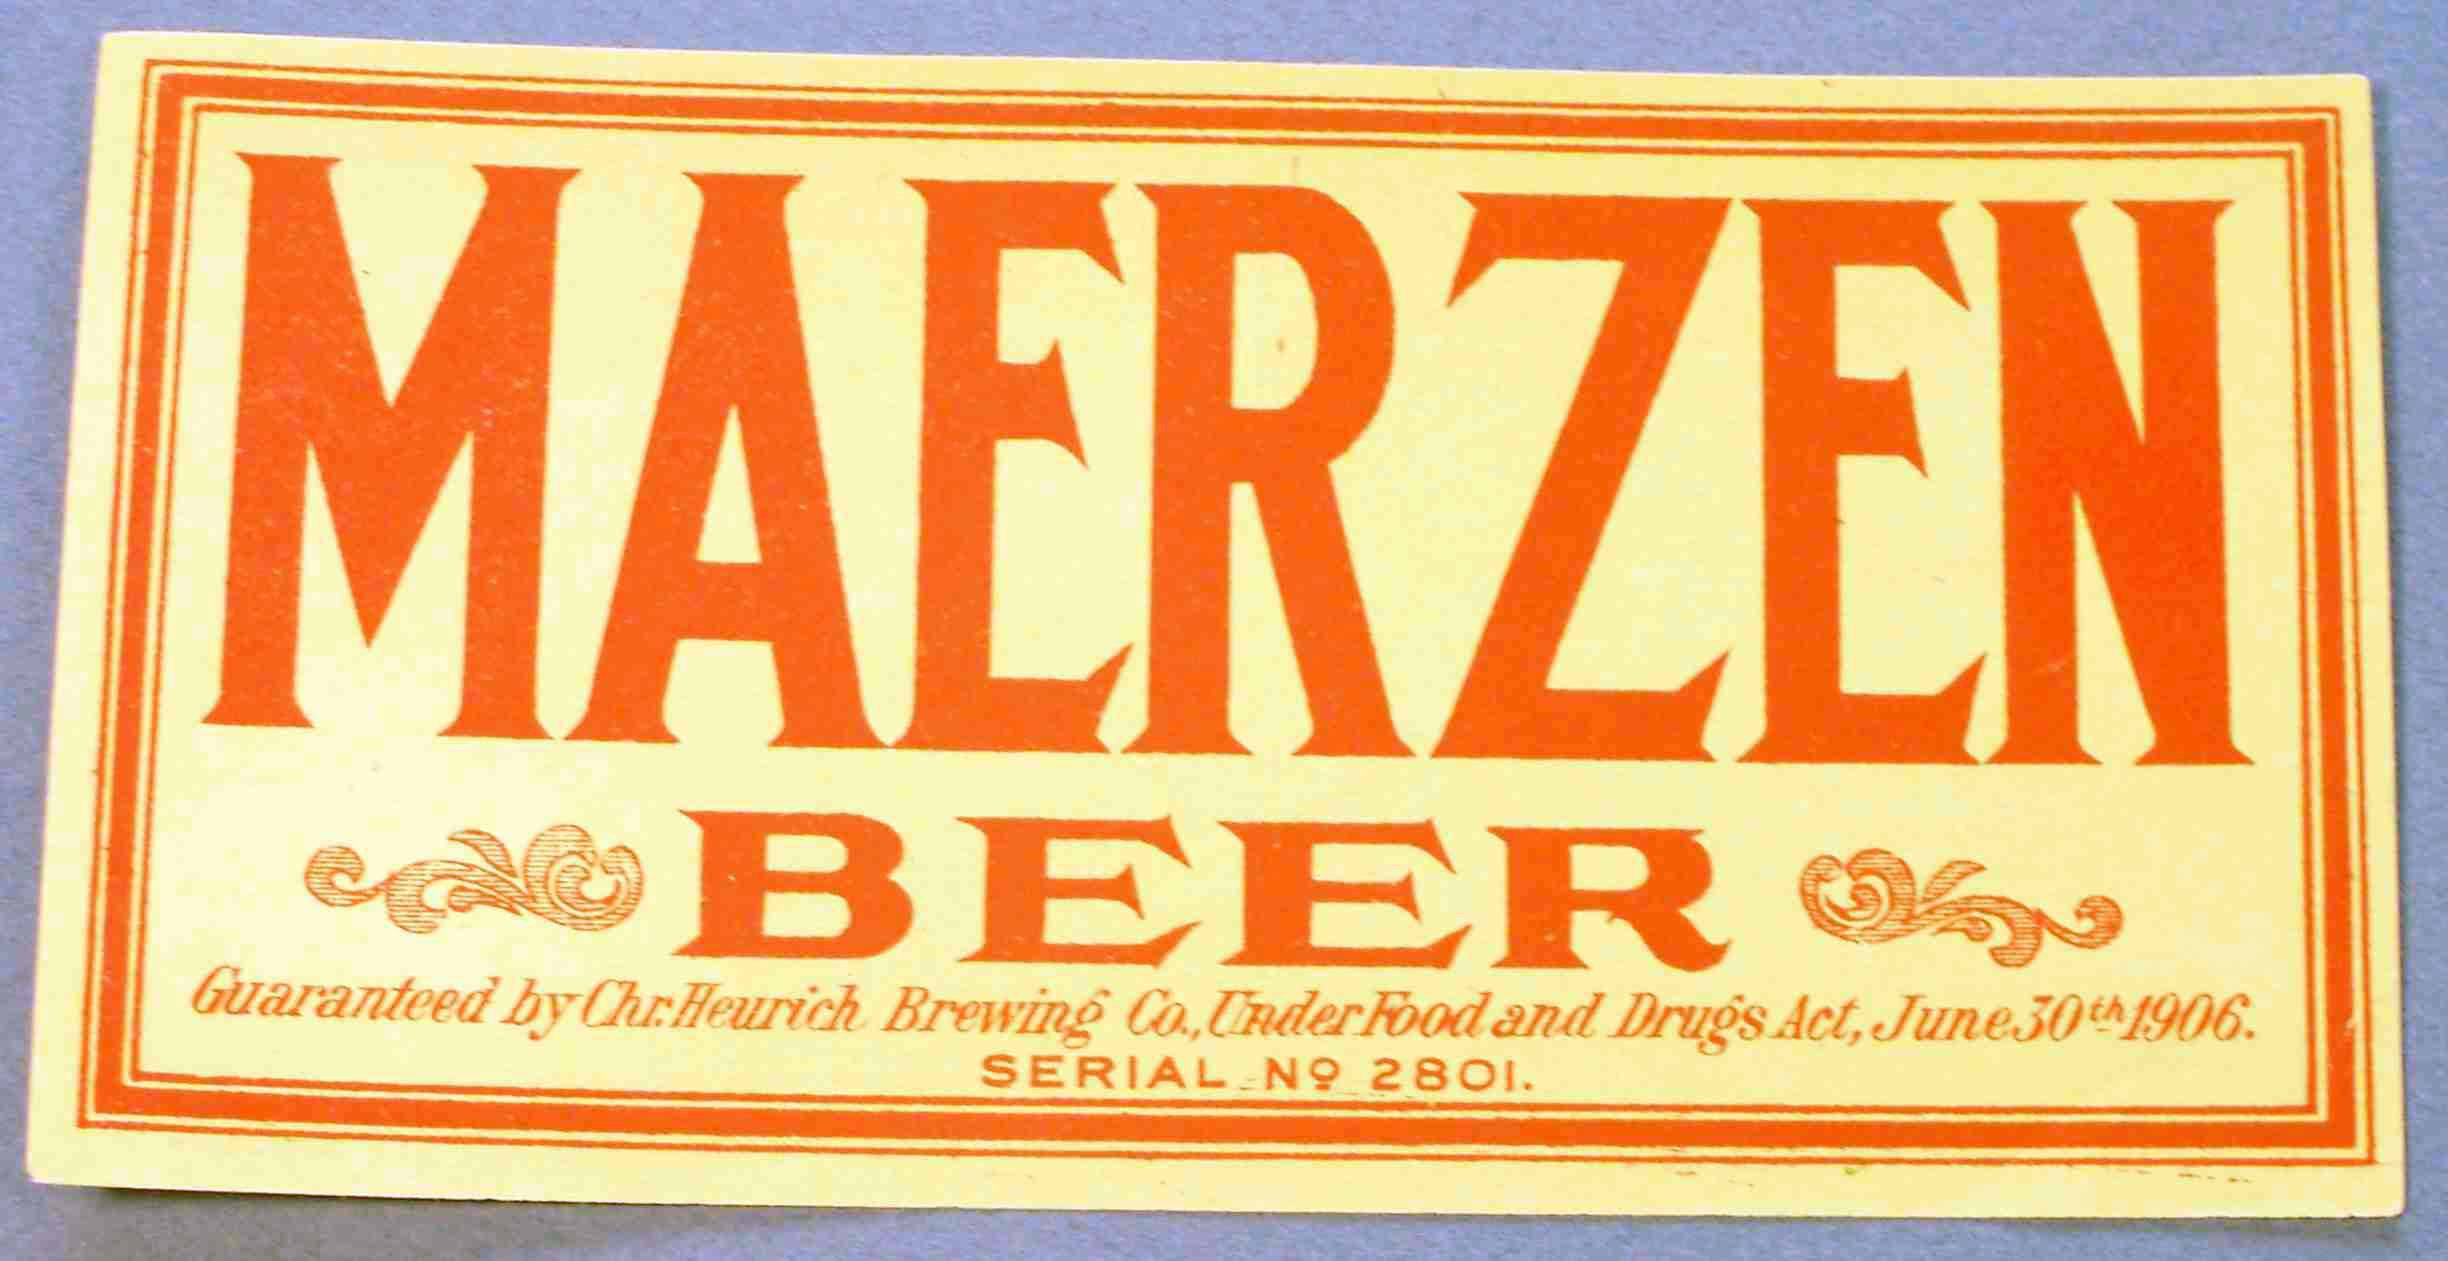 MAERZEN
BEER
Guaranteed by Chr. Heurich Brewing Co., Under Food and Drugs Act, June 30th 1906.
SERIAL No 2801.